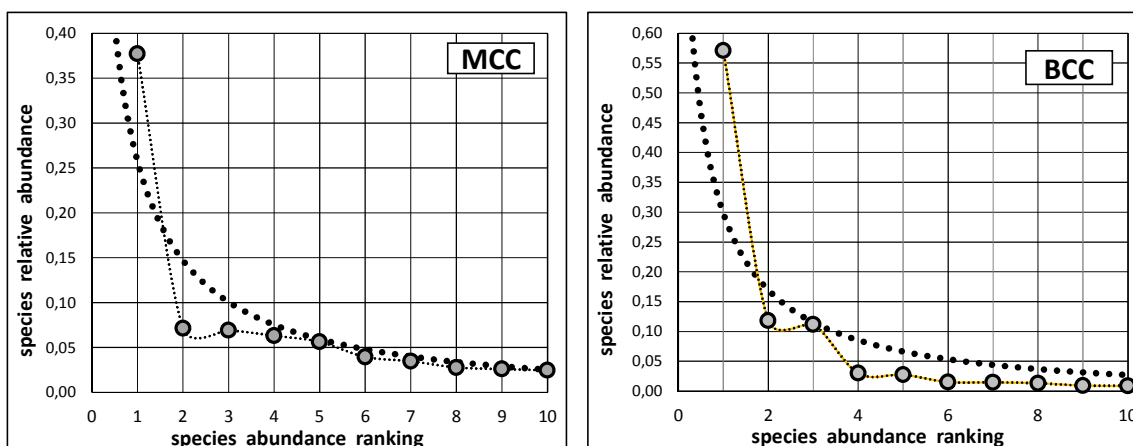 MCC
species relative abundance
0,40
0,35
0,30
0,25
0,20
0,15
0,10
0,05
0,00
0 1 2 3 4 5 6 7 8 9 10
species abundance ranking
BCC
species relative abundance
0,60
0,55
0,50
0,45
0,40
0,35
0,30
0,25
0,20
0,15
0,10
0,05
0,00
0 2 4 6 8 10
species abundance ranking